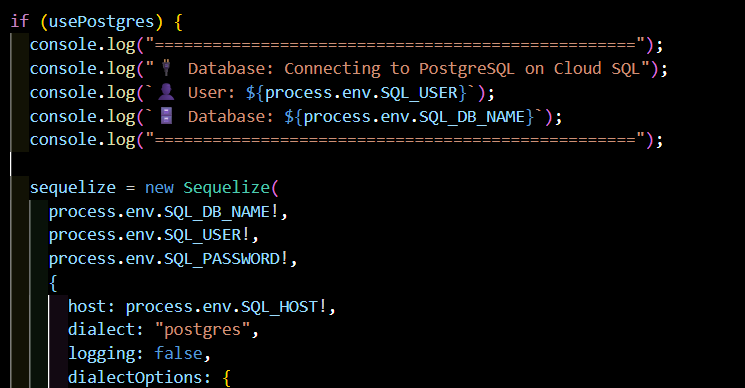 if (usePostgres) {
console.log("==================================================");
console.log("🔌 Database: Connecting to PostgreSQL on Cloud SQL");
console.log(`👤 User: ${process.env.SQL_USER}`);
console.log(`🗄️ Database: ${process.env.SQL_DB_NAME}`);
console.log("==================================================");
sequelize = new Sequelize(
process.env.SQL_DB_NAME!,
process.env.SQL_USER!,
process.env.SQL_PASSWORD!,
{
host: process.env.SQL_HOST!,
dialect: "postgres",
logging: false,
dialectOptions: {